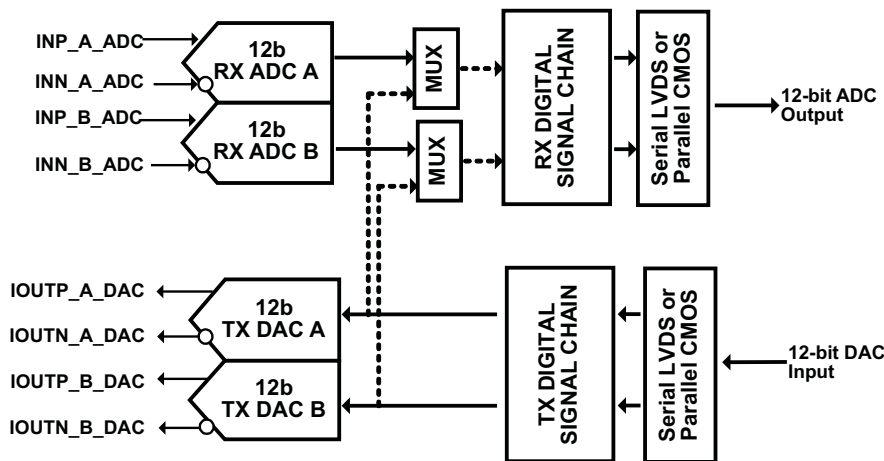 INP_A_ADC
INN_A_ADC
INP_B_ADC
INN_B_ADC
12b
RX ADC A
12b
RX ADC B
MUX
MUX
RX DIGITAL
SIGNAL CHAIN
Serial LVDS or
Parallel CMOS
12-bit ADC
Output
IOUTP_A_DAC
IOUTN_A_DAC
IOUTP_B_DAC
IOUTN_B_DAC
12b
TX DAC A
12b
TX DAC B
TX DIGITAL
SIGNAL CHAIN
Serial LVDS or
Parallel CMOS
12-bit DAC
Input